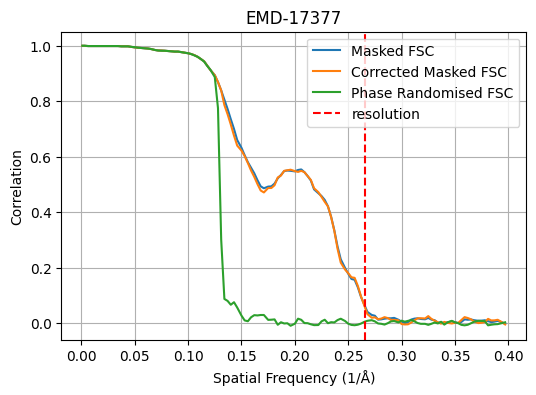 EMD-17377
Masked FSC
Corrected Masked FSC
Phase Randomised FSC
resolution
Correlation
1.0
0.8
0.6
0.4
0.2
0.0
0.00 0.05 0.10 0.15 0.20 0.25 0.30 0.35 0.40
Spatial Frequency (1/Å)